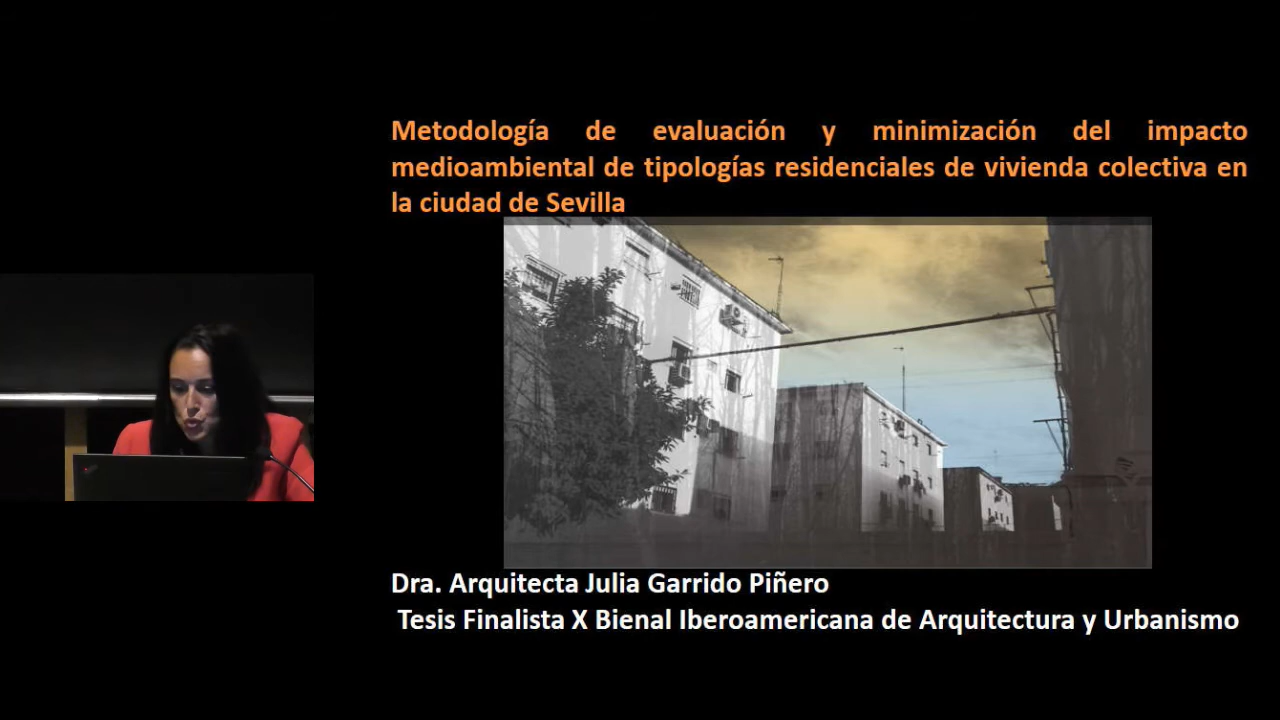 Metodología de evaluación y minimización del impacto
medioambiental de tipologías residenciales de vivienda colectiva en
la ciudad de Sevilla
Dra. Arquitecta Julia Garrido Piñero
Tesis Finalista X Bienal Iberoamericana de Arquitectura y Urbanismo